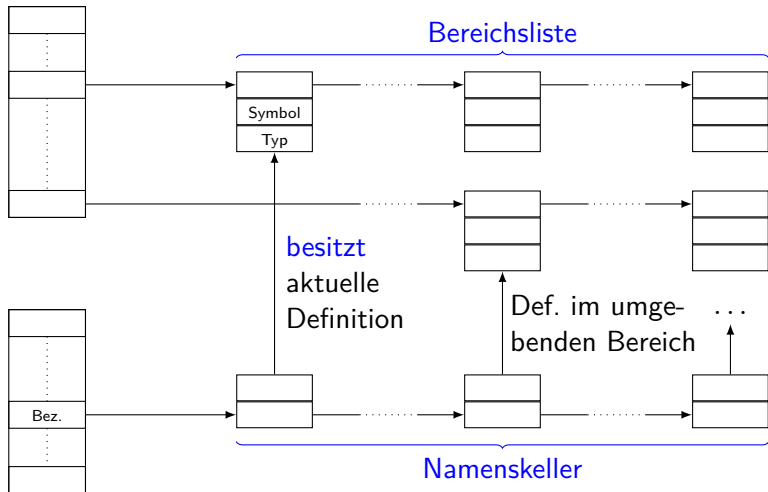 Bereichsliste
Symbol
Typ
besitzt
aktuelle
Definition
Def. im umge-
benden Bereich
...
Bez.
Namenskeller